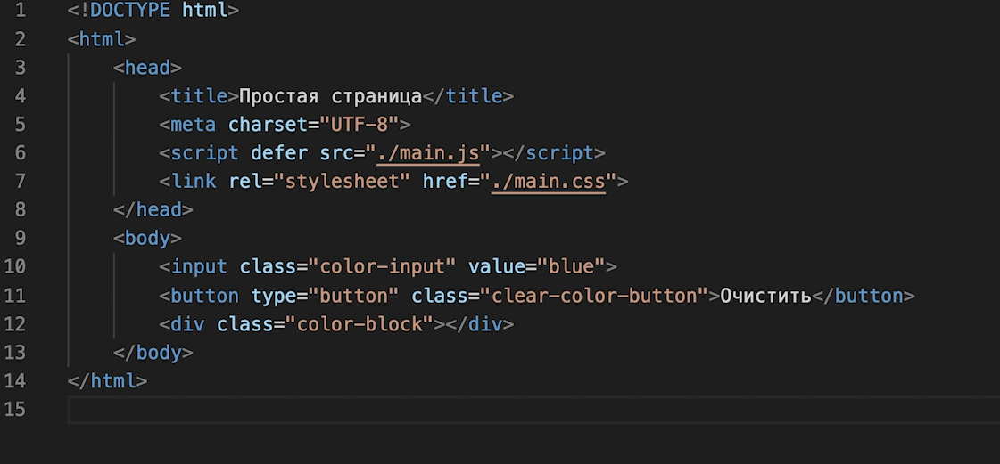 1 <!DOCTYPE html>
2 <html>
3 <head>
4 <title>Простая страница</title>
5 <meta charset="UTF-8">
6 <script defer src="./main.js"></script>
7 <link rel="stylesheet" href="./main.css">
8 </head>
9 <body>
10 <input class="color-input" value="blue">
11 <button type="button" class="clear-color-button">Очистить</button>
12 <div class="color-block"></div>
13 </body>
14 </html>
15